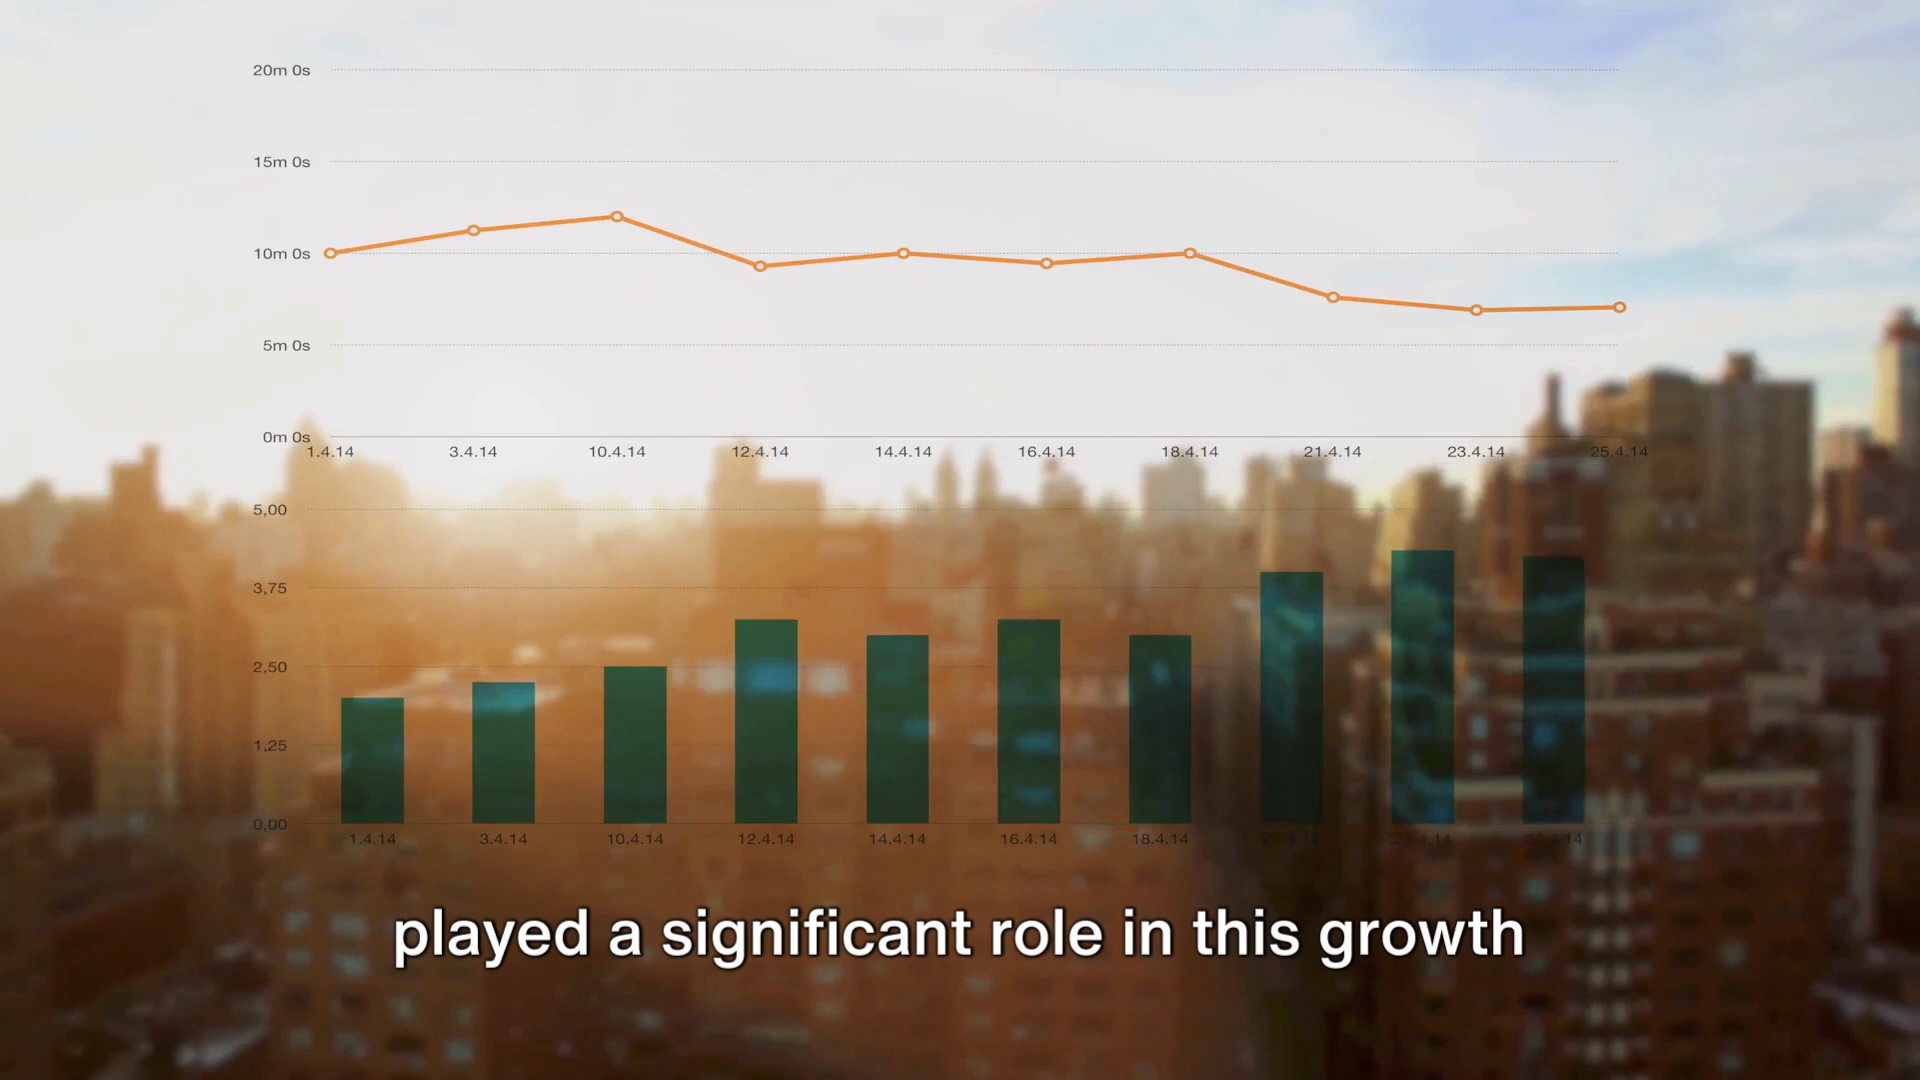 20m 0s
15m 0s
10m 0s
5m 0s
0m 0s
1.4.14 3.4.14 10.4.14 12.4.14 14.4.14 16.4.14 18.4.14 21.4.14 23.4.14 25.4.14
5,00
3,75
2,50
1,25
0,00
1.4.14 3.4.14 10.4.14 12.4.14 14.4.14 16.4.14 18.4.14
played a significant role in this growth